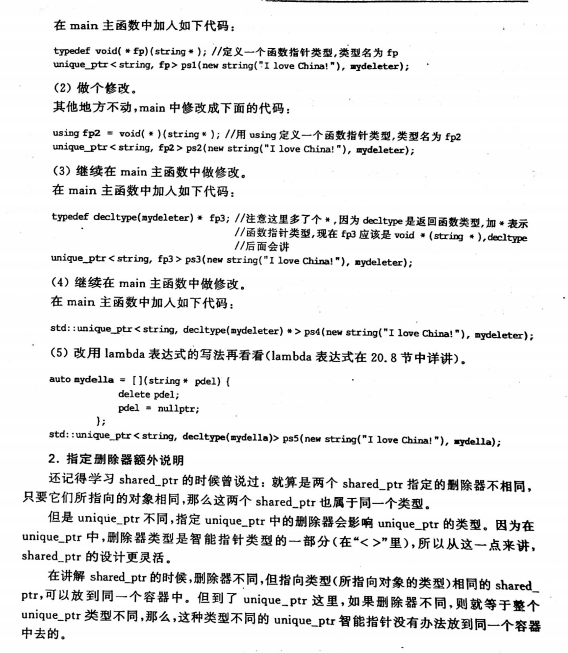 在 main 主函数中加入如下代码：
typedef void( * fp)(string * ); //定义一个函数指针类型,类型名为 fp
unique_ptr < string, fp > ps1(new string("I love China!"), mydeleter);
（2）做个修改。
其他地方不动,main 中修改成下面的代码：
using fp2 = void( * )(string * ); //用 using 定义一个函数指针类型,类型名为 fp2
unique_ptr < string, fp2 > ps2(new string("I love China!"), mydeleter);
（3）继续在 main 主函数中做修改。
在 main 主函数中加入如下代码：
typedef decltype(mydeleter) * fp3; //注意这里多了个 * ,因为 decltype 是返回函数类型,加 * 表示
//函数指针类型,现在 fp3 应该是 void * (string * ),decltype
//后面会讲
unique_ptr < string, fp3 > ps3(new string("I love China!"), mydeleter);
（4）继续在 main 主函数中做修改。
在 main 主函数中加入如下代码：
std::unique_ptr < string, decltype(mydeleter) * > ps4(new string("I love China!"), mydeleter);
（5）改用 lambda 表达式的写法再看看(lambda 表达式在 20.8 节中详讲)。
auto mydella = [](string * pdel) {
delete pdel;
pdel = nullptr;
};
std::unique_ptr < string, decltype(mydella)> ps5(new string("I love China!"), mydella);
2. 指定删除器额外说明
还记得学习 shared_ptr 的时候曾说过：就算是两个 shared_ptr 指定的删除器不相同,
只要它们所指向的对象相同,那么这两个 shared_ptr 也属于同一个类型。
但是 unique_ptr 不同,指定 unique_ptr 中的删除器会影响 unique_ptr 的类型。因为在
unique_ptr 中,删除器类型是智能指针类型的一部分(在“< >”里),所以从这一点来讲,
shared_ptr 的设计更灵活。
在讲解 shared_ptr 的时候,删除器不同,但指向类型(所指向对象的类型)相同的 shared_
ptr,可以放到同一个容器中。但到了 unique_ptr 这里,如果删除器不同,则就等于整个
unique_ptr 类型不同,那么,这种类型不同的 unique_ptr 智能指针没有办法放到同一个容器
中去的。